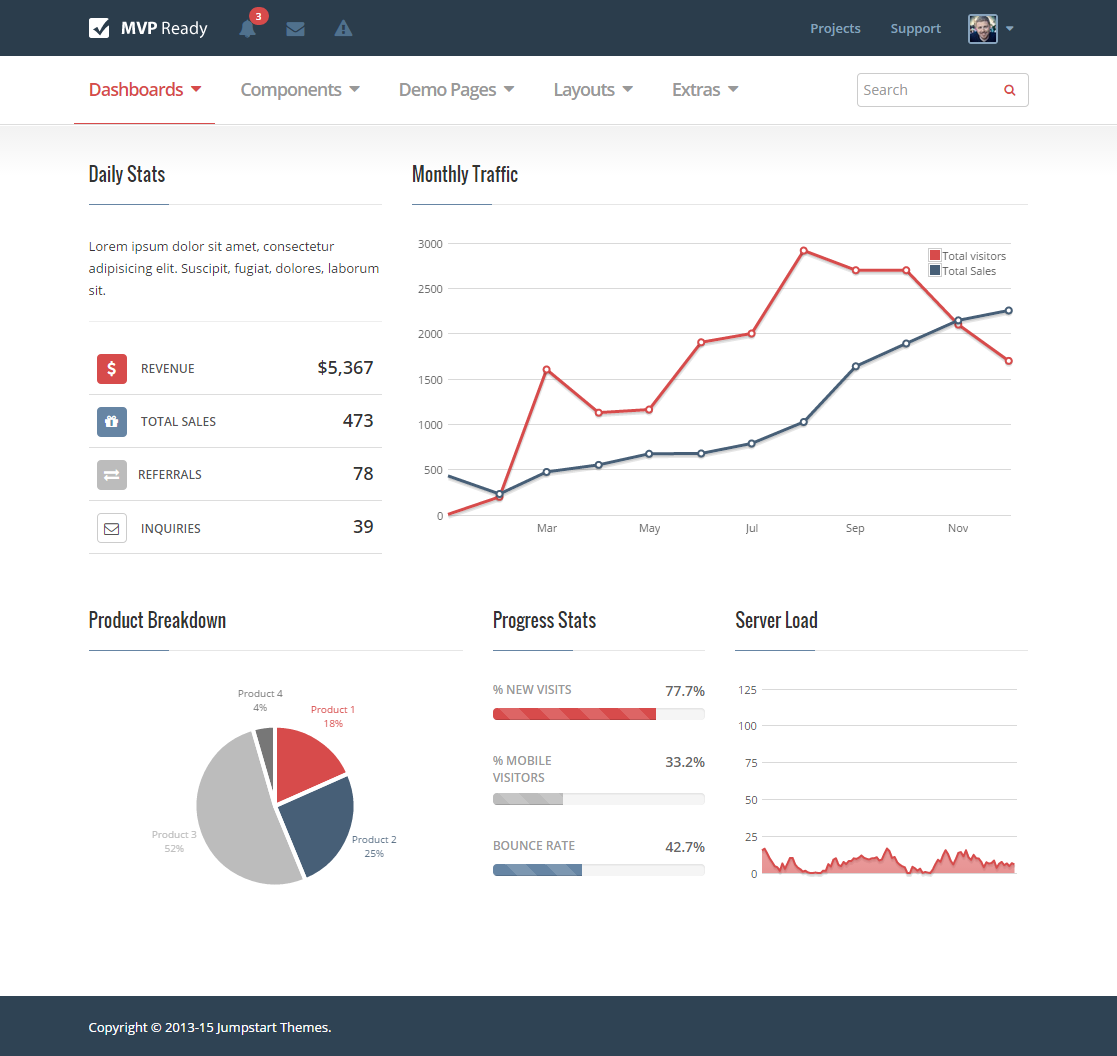 MVP Ready
3
Projects
Support
Dashboards
Components
Demo Pages
Layouts
Extras
Search
Daily Stats
Lorem ipsum dolor sit amet, consectetur
adipisicing elit. Suscipit, fugiat, dolores, laborum
sit.
$
REVENUE
$5,367
TOTAL SALES
473
REFERRALS
78
INQUIRIES
39
Monthly Traffic
3000
2500
2000
1500
1000
500
0
Mar
May
Jul
Sep
Nov
Total visitors
Total Sales
Product Breakdown
Product 4
4%
Product 1
18%
Product 3
52%
Product 2
25%
Progress Stats
% NEW VISITS
77.7%
% MOBILE
VISITORS
33.2%
BOUNCE RATE
42.7%
Server Load
125
100
75
50
25
0
Copyright © 2013-15 Jumpstart Themes.